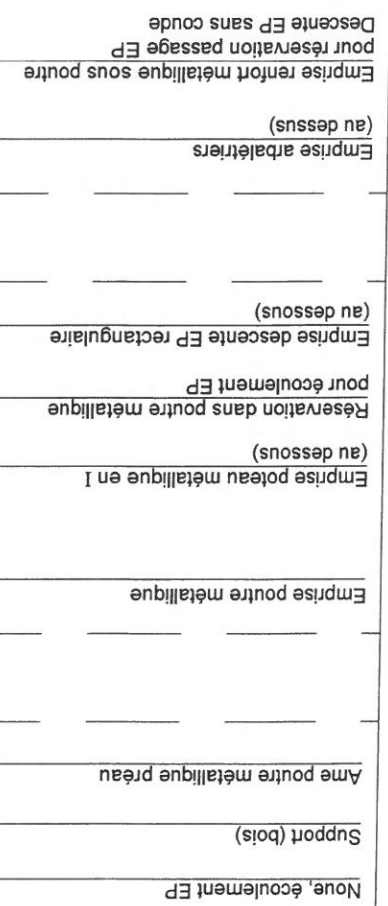 Noue, écoulement EP
Support (bois)
Ame poutre métallique préau
Emprise poutre métallique
Emprise poteau métallique en I
(au dessous)
Réservation dans poutre métallique
pour écoulement EP
Emprise descente EP rectangulaire
(au dessous)
Emprise arbalétriers
(au dessus)
Emprise renfort métallique sous poutre
pour réservation passage EP
Descente EP sans coude